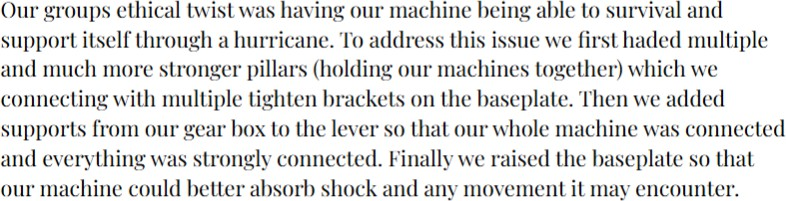 Our groups ethical twist was having our machine being able to survival and
support itself through a hurricane. To address this issue we first haded multiple
and much more stronger pillars (holding our machines together) which we
connecting with multiple tighten brackets on the baseplate. Then we added
supports from our gear box to the lever so that our whole machine was connected
and everything was strongly connected. Finally we raised the baseplate so that
our machine could better absorb shock and any movement it may encounter.